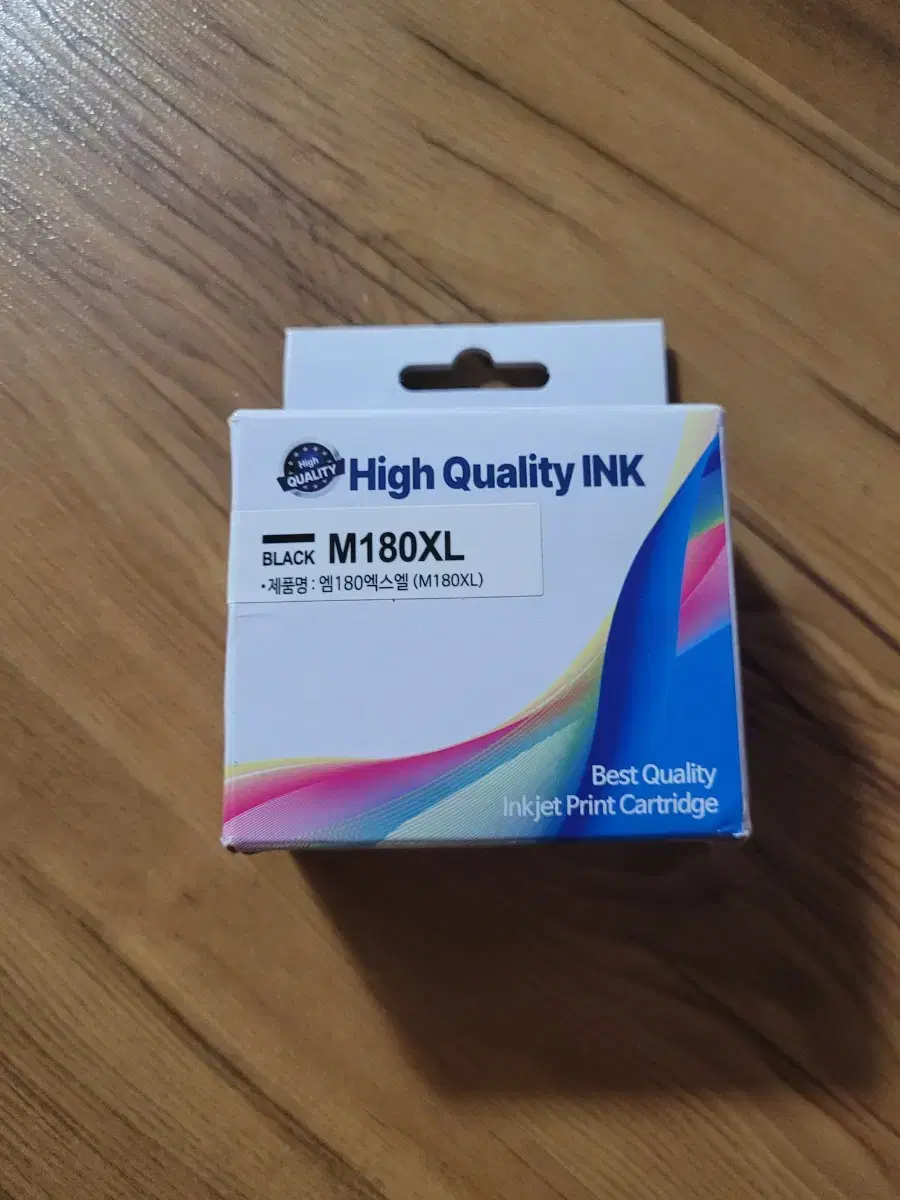 High
QUALITY
High Quality INK
BLACK M180XL
•제품명 : 엠180엑스엘 (M180XL)
Best Quality
Inkjet Print Cartridge